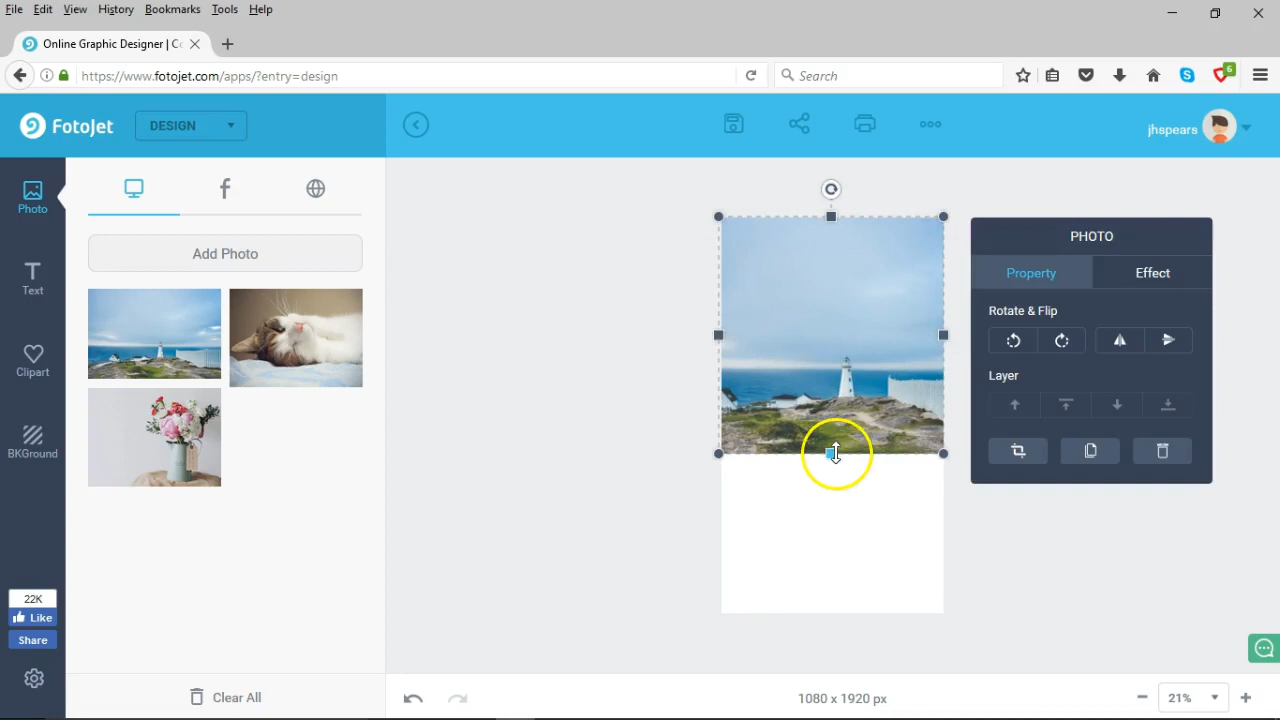 File Edit View History Bookmarks Tools Help
Online Graphic Designer | Co
https://www.fotojet.com/apps/?entry=design
Search
6
FotoJet
DESIGN
jhspears
Photo
Text
Clipart
BKGround
Add Photo
PHOTO
Property
Effect
Rotate & Flip
Layer
22K
Like
Share
Clear All
1080 x 1920 px
21%